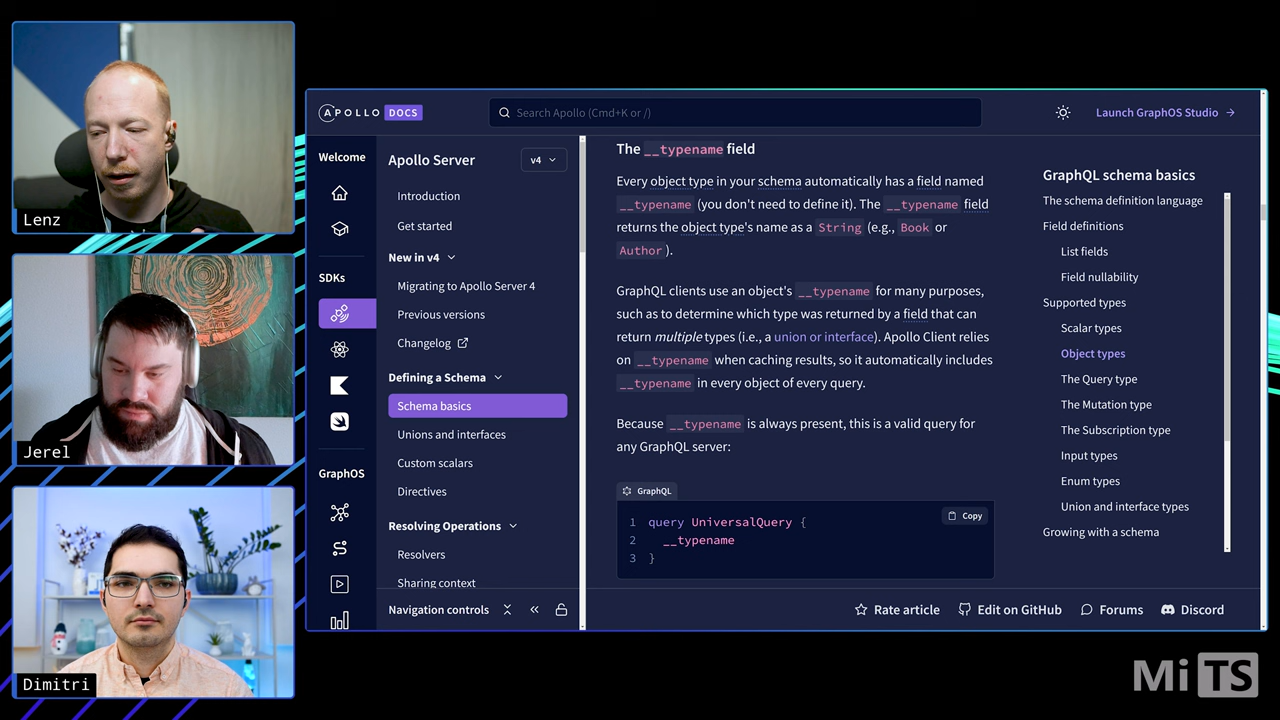 Lenz
Jerel
Dimitri
APOLLO DOCS
Search Apollo (Cmd+K or /)
Launch GraphOS Studio
Welcome
SDKs
GraphOS
Apollo Server
v4
Introduction
Get started
New in v4
Migrating to Apollo Server 4
Previous versions
Changelog
Defining a Schema
Schema basics
Unions and interfaces
Custom scalars
Directives
Resolving Operations
Resolvers
Sharing context
Navigation controls
The __typename field
Every object type in your schema automatically has a field named
__typename (you don't need to define it). The __typename field
returns the object type's name as a String (e.g., Book or
Author ).
GraphQL clients use an object's __typename for many purposes,
such as to determine which type was returned by a field that can
return multiple types (i.e., a union or interface). Apollo Client relies
on __typename when caching results, so it automatically includes
__typename in every object of every query.
Because __typename is always present, this is a valid query for
any GraphQL server:
GraphQL
Copy
1 query UniversalQuery {
2 __typename
3 }
GraphQL schema basics
The schema definition language
Field definitions
List fields
Field nullability
Supported types
Scalar types
Object types
The Query type
The Mutation type
The Subscription type
Input types
Enum types
Union and interface types
Growing with a schema
Rate article
Edit on GitHub
Forums
Discord
MiTS